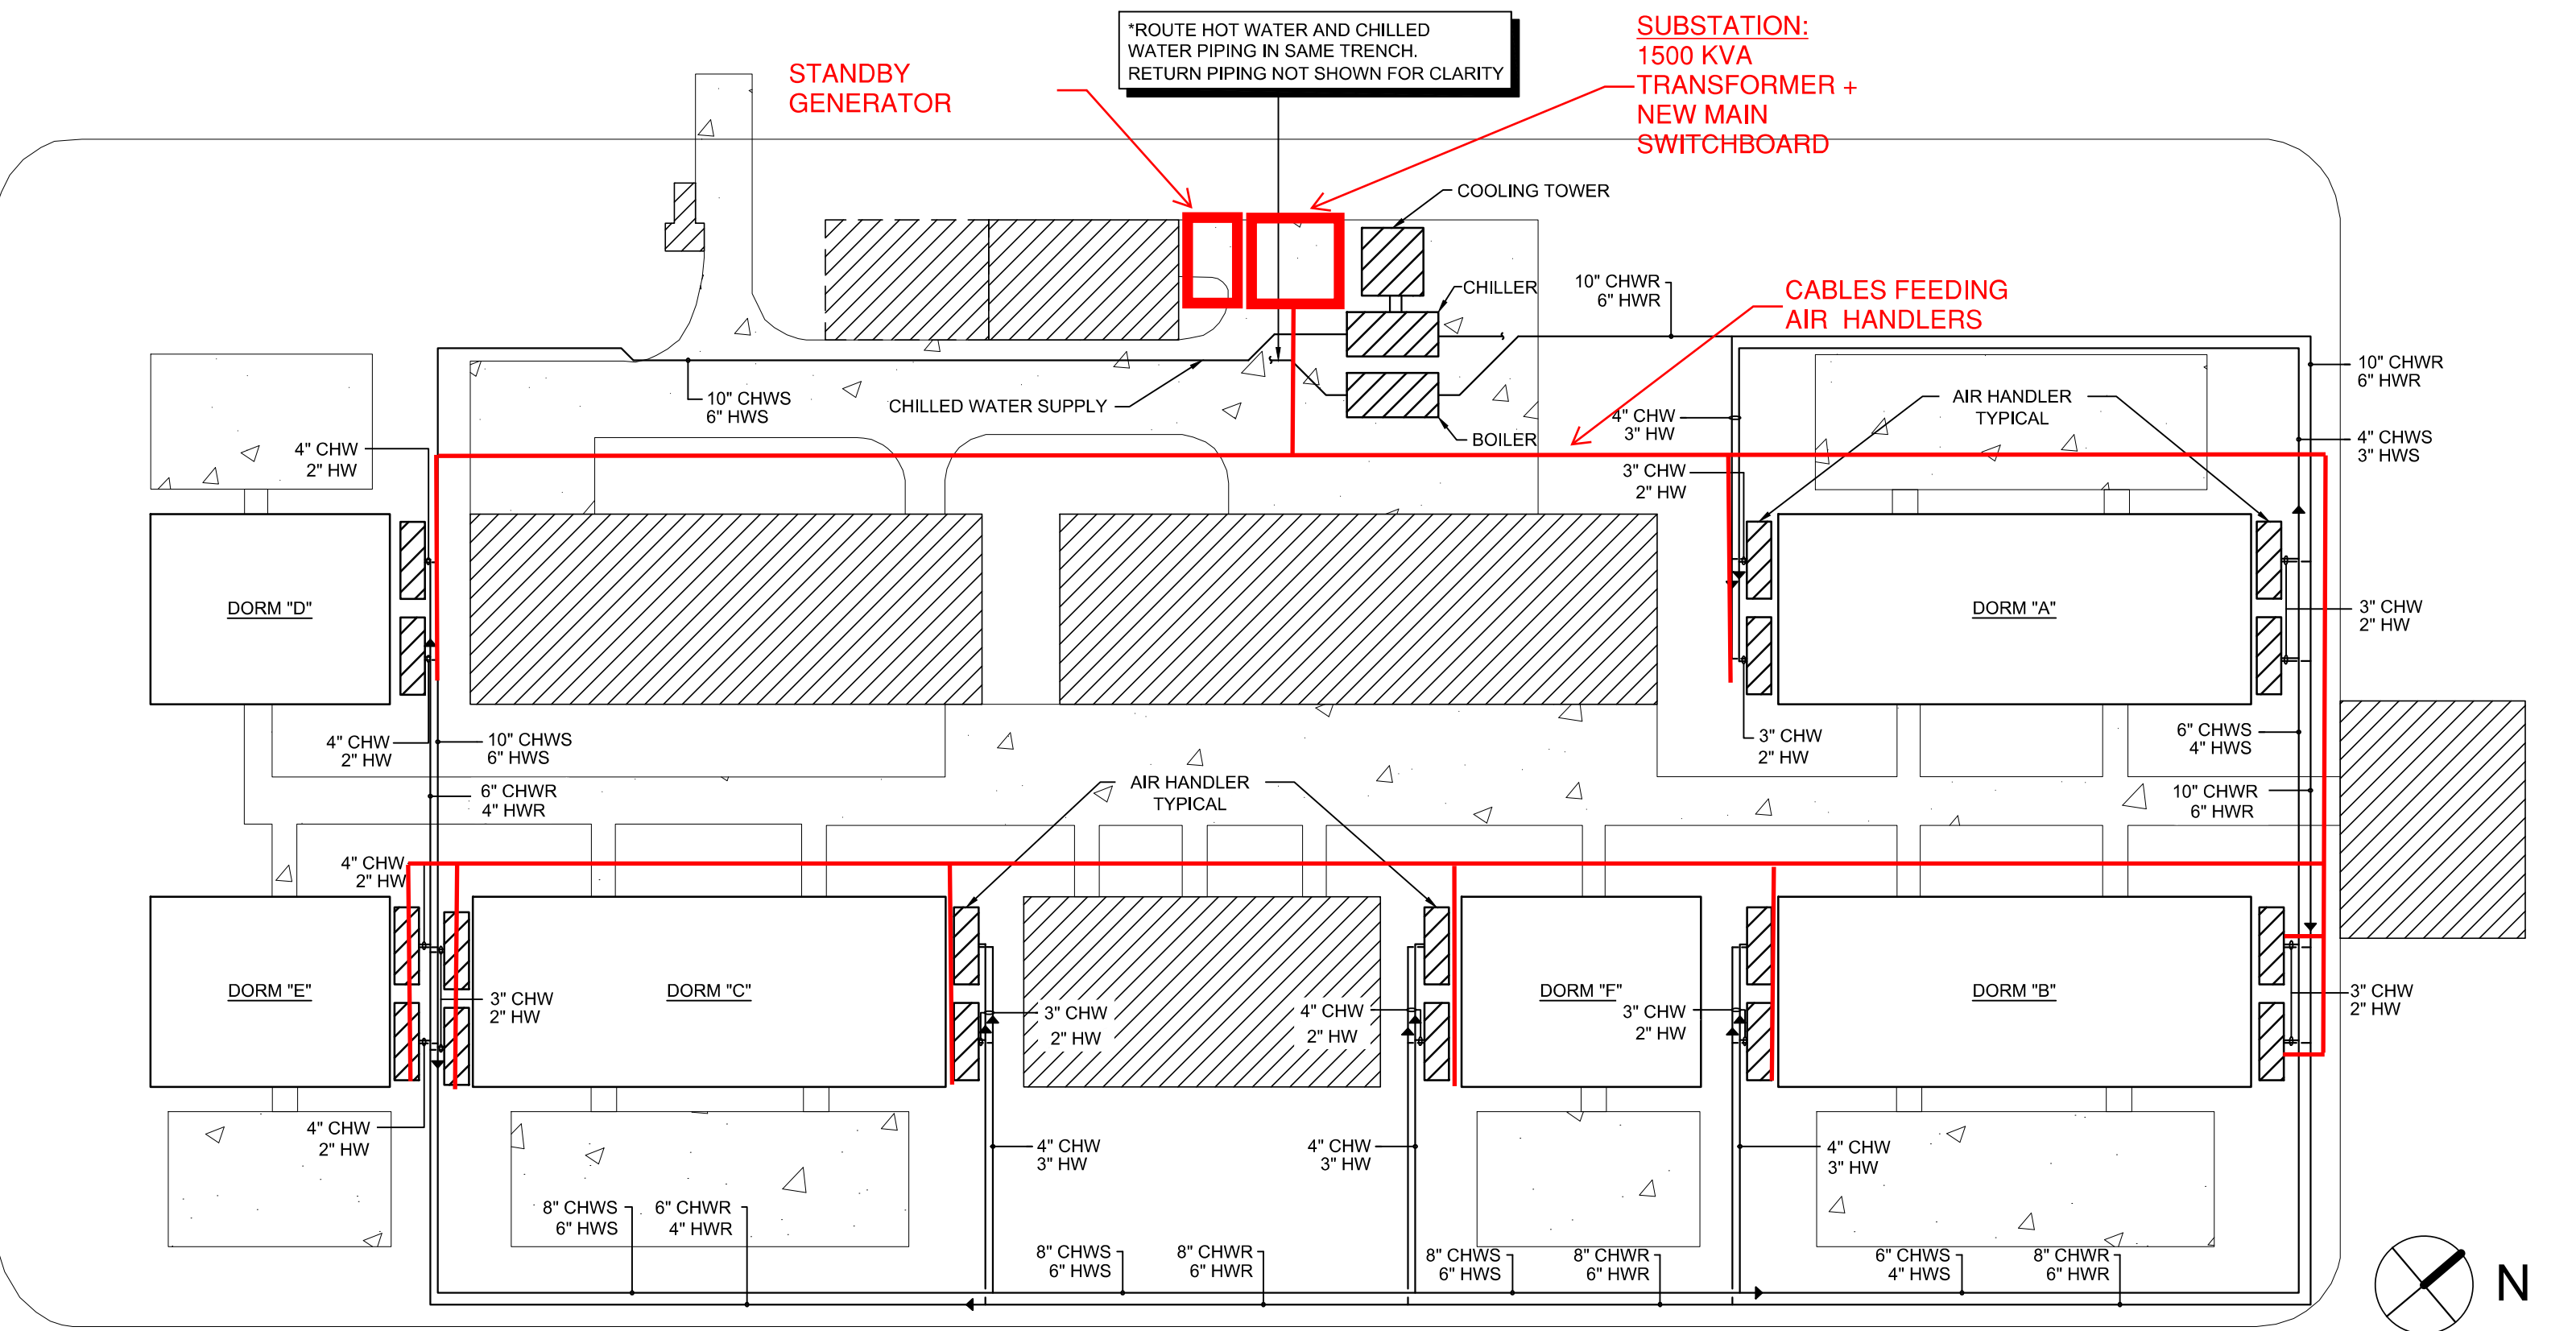 *ROUTE HOT WATER AND CHILLED
WATER PIPING IN SAME TRENCH.
RETURN PIPING NOT SHOWN FOR CLARITY
SUBSTATION:
1500 KVA
TRANSFORMER +
NEW MAIN
SWITCHBOARD
STANDBY
GENERATOR
COOLING TOWER
CHILLER
10" CHWR
6" HWR
CABLES FEEDING
AIR HANDLERS
10" CHWR
6" HWR
10" CHWS
6" HWS
CHILLED WATER SUPPLY
BOILER
4" CHW
3" HW
AIR HANDLER
TYPICAL
4" CHWS
3" HWS
4" CHW
2" HW
3" CHW
2" HW
DORM "D"
DORM "A"
3" CHW
2" HW
4" CHW
2" HW
10" CHWS
6" HWS
3" CHW
2" HW
6" CHWS
4" HWS
6" CHWR
4" HWR
AIR HANDLER
TYPICAL
10" CHWR
6" HWR
4" CHW
2" HW
DORM "E"
3" CHW
2" HW
DORM "C"
3" CHW
2" HW
4" CHW
2" HW
DORM "F"
3" CHW
2" HW
DORM "B"
3" CHW
2" HW
4" CHW
2" HW
4" CHW
3" HW
4" CHW
3" HW
4" CHW
3" HW
8" CHWS
6" HWS
6" CHWR
4" HWR
8" CHWS
6" HWS
8" CHWR
6" HWR
8" CHWS
6" HWS
8" CHWR
6" HWR
6" CHWS
4" HWS
8" CHWR
6" HWR
N